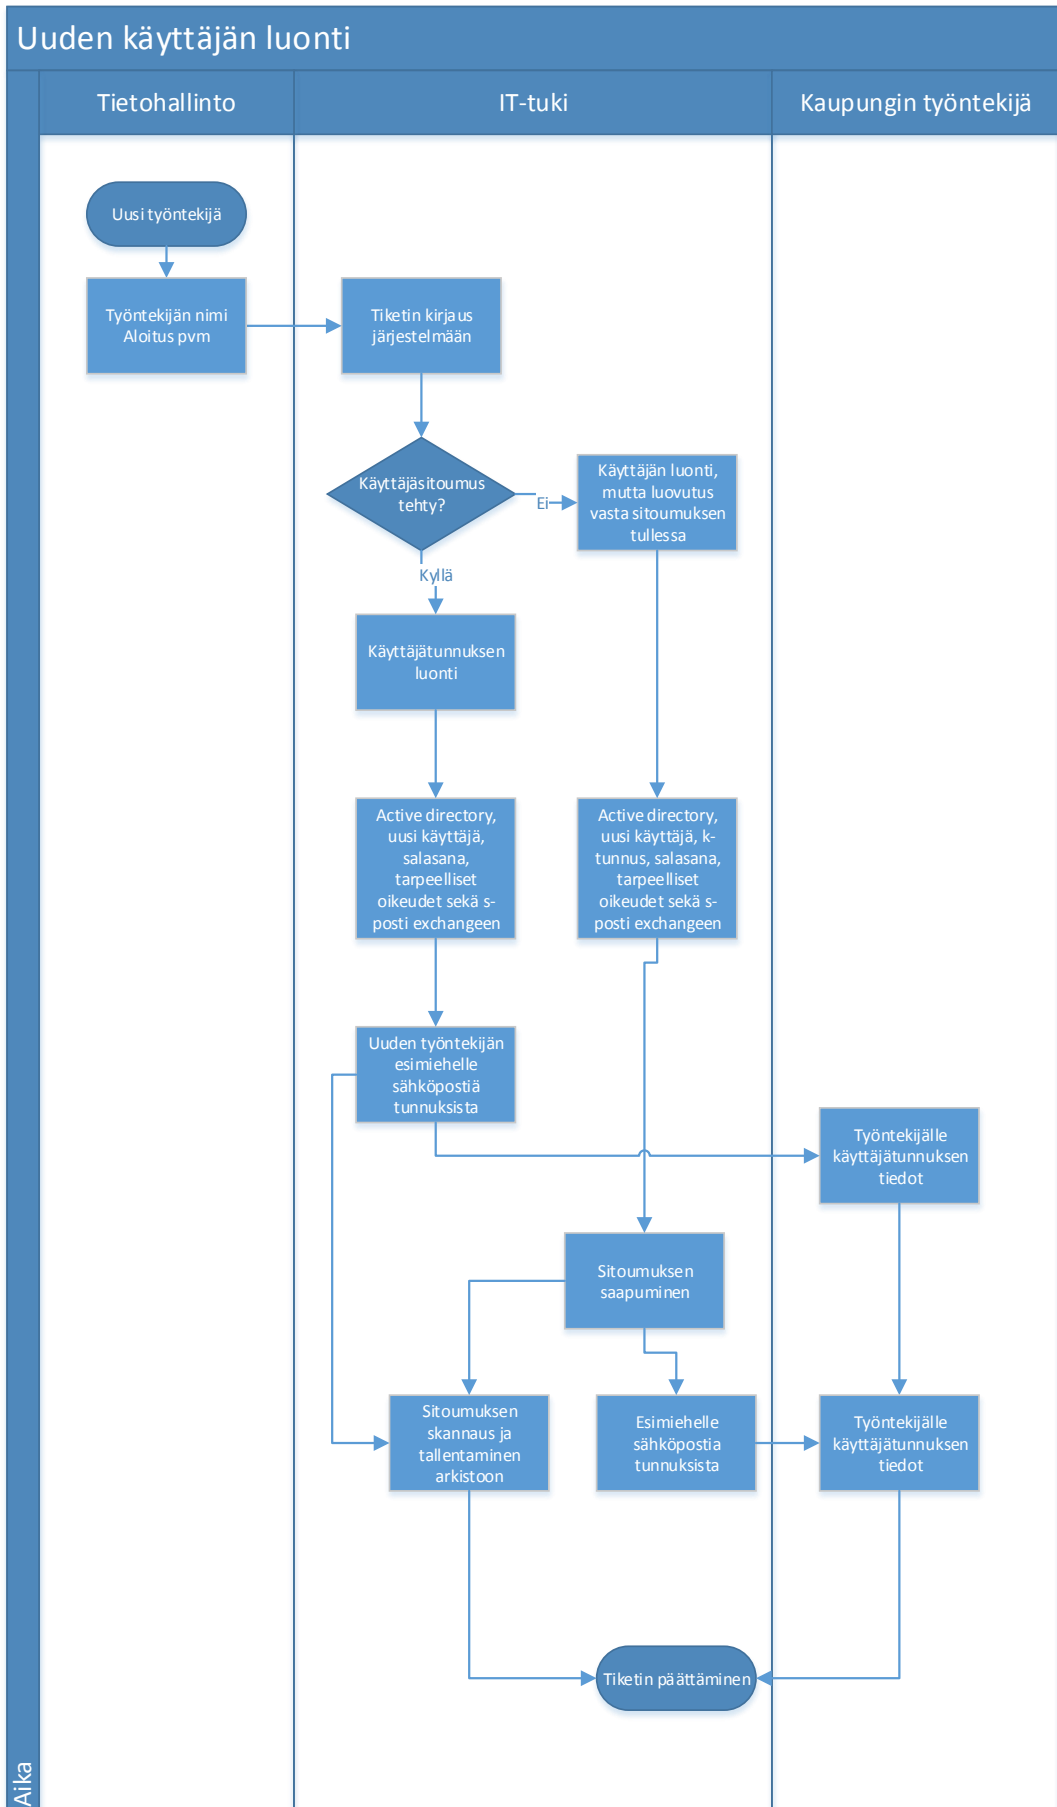 Uuden käyttäjän luonti
Tietohallinto
IT-tuki
Kaupungin työntekijä
Uusi työntekijä
Työntekijän nimi
Aloitus pvm
Tiketin kirjaus
järjestelmään
Käyttäjäsitoumus
tehty?
Ei
Käyttäjän luonti,
mutta luovutus
vasta sitoumuksen
tullessa
Kyllä
Käyttäjätunnuksen
luonti
Active directory,
uusi käyttäjä,
salasana,
tarpeelliset
oikeudet sekä s-
posti exchangeen
Active directory,
uusi käyttäjä, k-
tunnus, salasana,
tarpeelliset
oikeudet sekä s-
posti exchangeen
Uuden työntekijän
esimiehelle
sähköpostiä
tunnuksista
Työntekijälle
käyttäjätunnuksen
tiedot
Sitoumuksen
saapuminen
Sitoumuksen
skannaus ja
tallentaminen
arkistoon
Esimiehelle
sähköpostia
tunnuksista
Työntekijälle
käyttäjätunnuksen
tiedot
Tiketin päättäminen
Aika